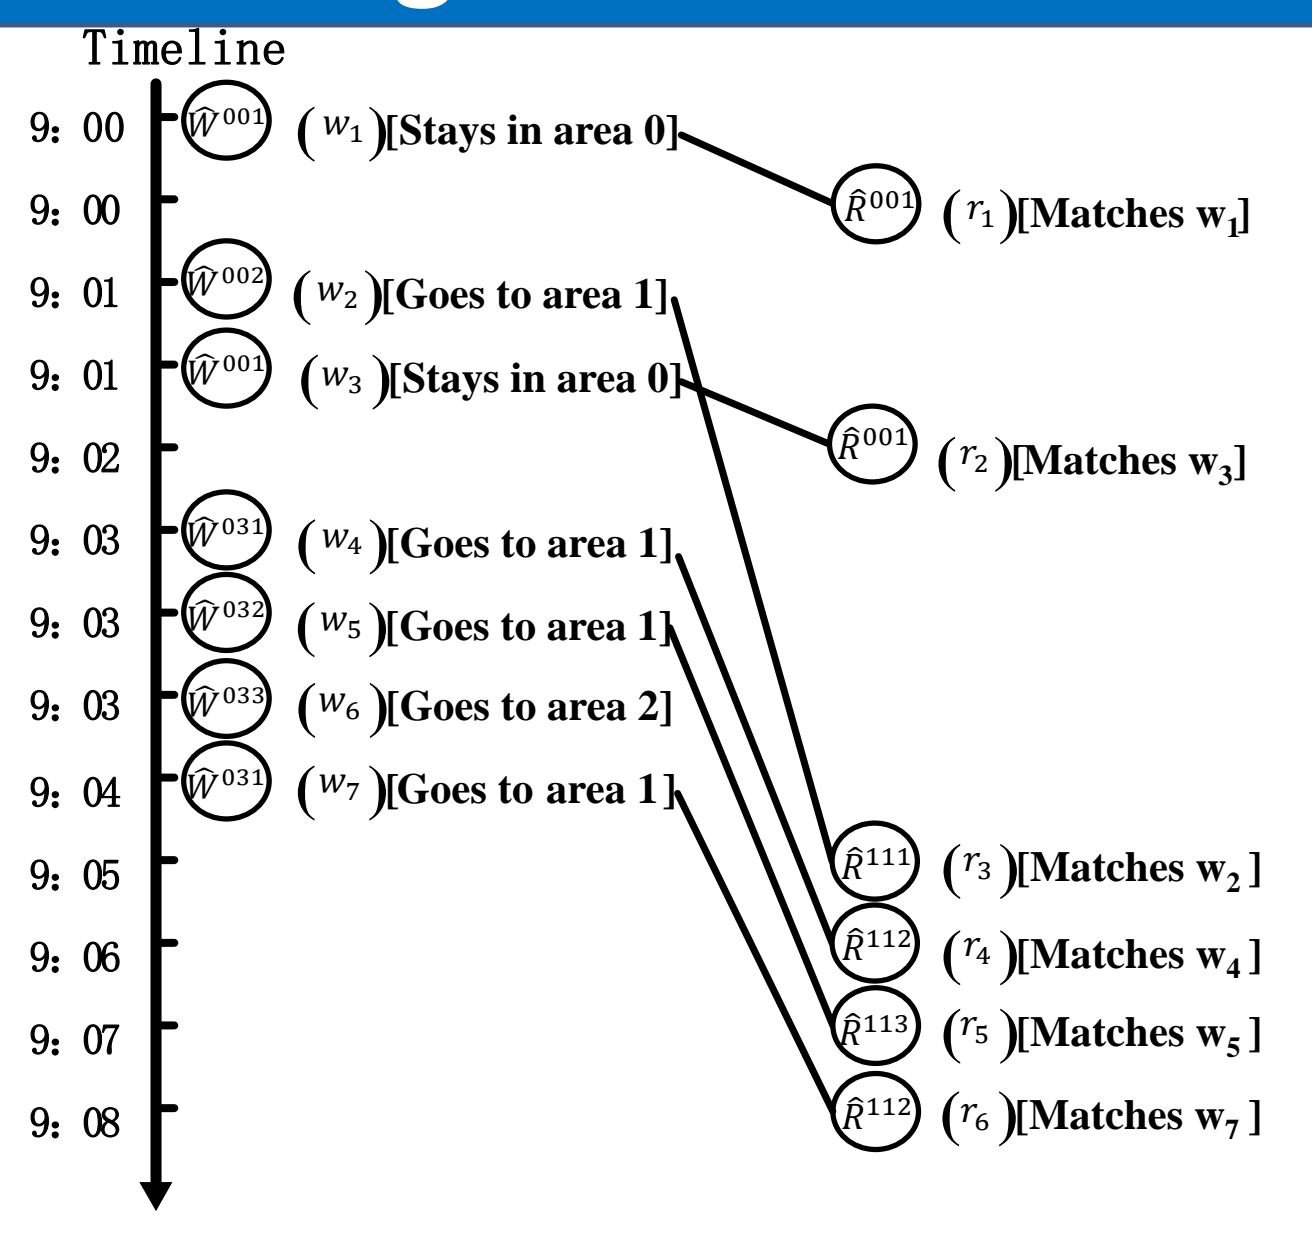 Timeline
9: 00 Ŵ001 (w1)[Stays in area 0]
9: 00 R̂001 (r1)[Matches w1]
9: 01 Ŵ002 (w2)[Goes to area 1]
9: 01 Ŵ001 (w3)[Stays in area 0]
9: 02 R̂001 (r2)[Matches w3]
9: 03 Ŵ031 (w4)[Goes to area 1]
9: 03 Ŵ032 (w5)[Goes to area 1]
9: 03 Ŵ033 (w6)[Goes to area 2]
9: 04 Ŵ031 (w7)[Goes to area 1]
9: 05 R̂111 (r3)[Matches w2]
9: 06 R̂112 (r4)[Matches w4]
9: 07 R̂113 (r5)[Matches w5]
9: 08 R̂112 (r6)[Matches w7]